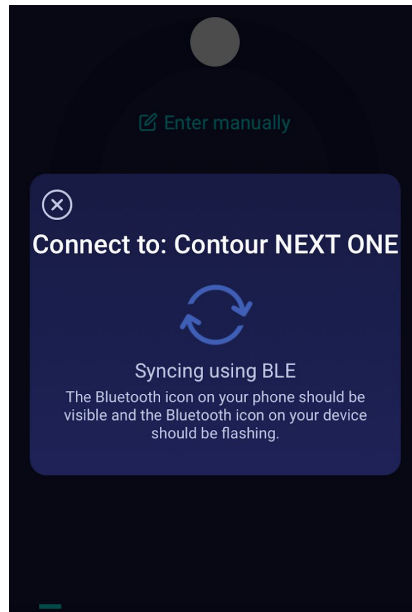 Enter manually
Connect to: Contour NEXT ONE
Syncing using BLE
The Bluetooth icon on your phone should be
visible and the Bluetooth icon on your device
should be flashing.